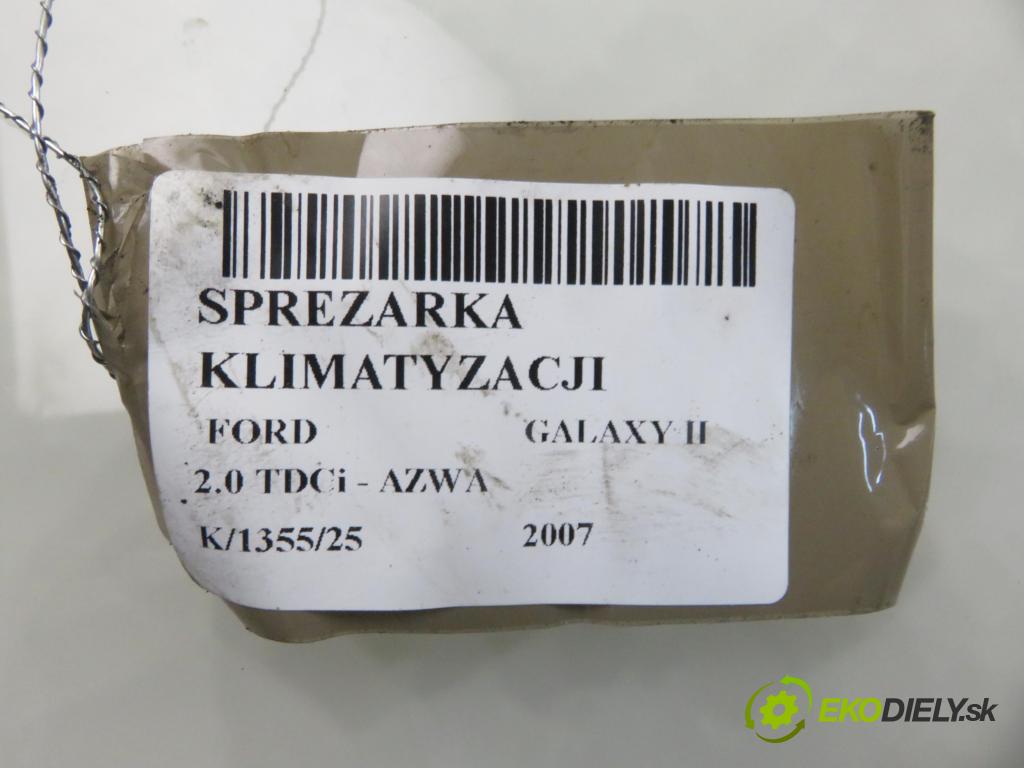 SPREZARKA
KLIMATYZACJI
FORD GALAXY II
2.0 TDCi - AZWA
K/1355/25 2007
EKODIELY.sk